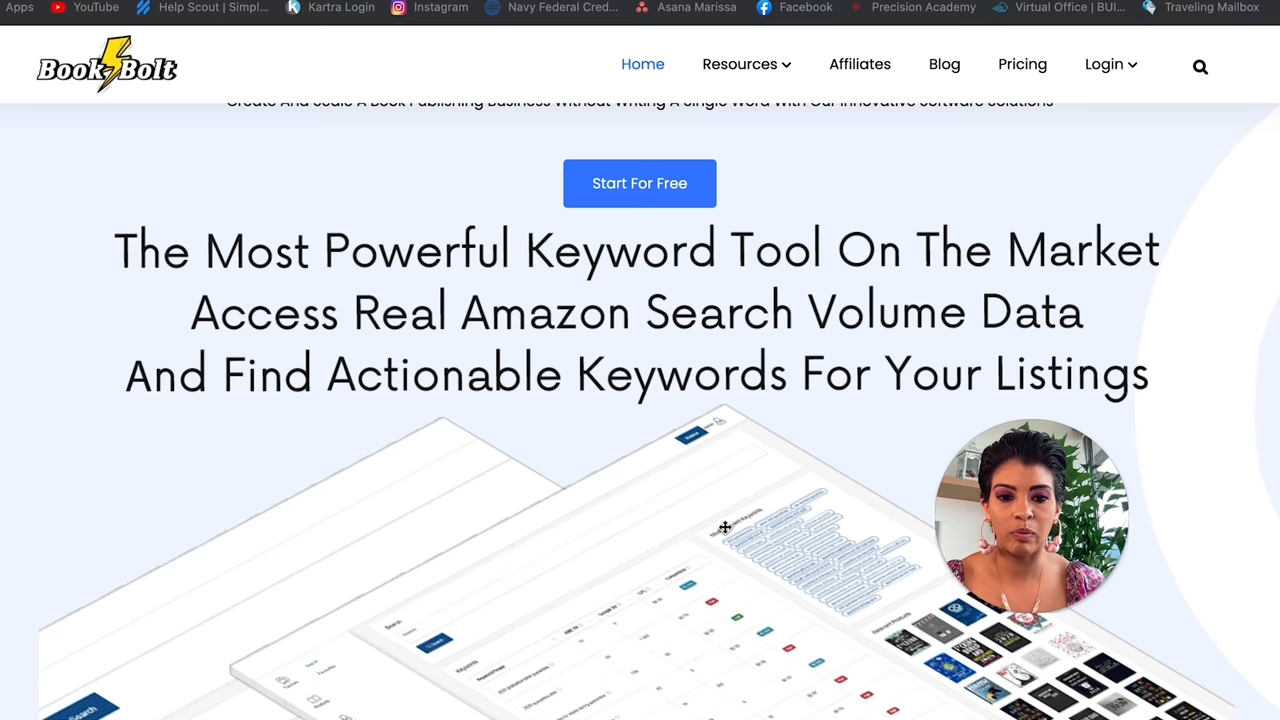 Apps YouTube Help Scout | Simpl... Kartra Login Instagram Navy Federal Cred... Asana Marissa Facebook Precision Academy Virtual Office | BUI... Traveling Mailbox
Book Bolt Home Resources Affiliates Blog Pricing Login
Create And Scale A Book Publishing Business Without Writing A Single Word With Our Innovative Software Solutions
Start For Free
The Most Powerful Keyword Tool On The Market
Access Real Amazon Search Volume Data
And Find Actionable Keywords For Your Listings
Search
Keywords
Search